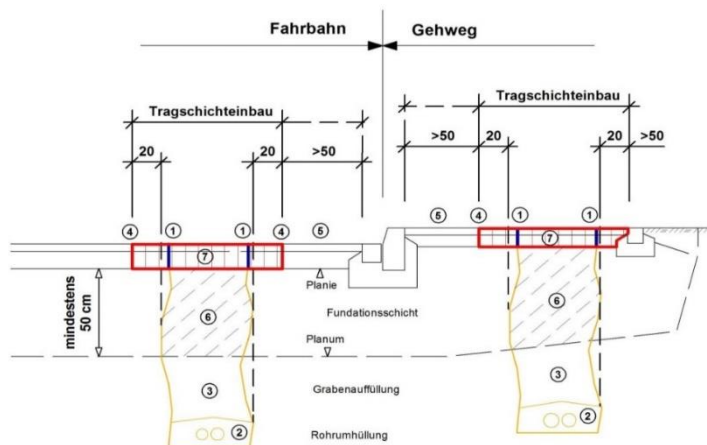 Fahrbahn Gehweg
Tragschichteinbau Tragschichteinbau
20 20 >50 >50 20 20 >50
4 1 1 4 5 5 4 1 1
7 7
mindestens 50 cm
Planie
6 Fundationsschicht 6
Planum
3 Grabenauffüllung 3
2 Rohrumhüllung 2